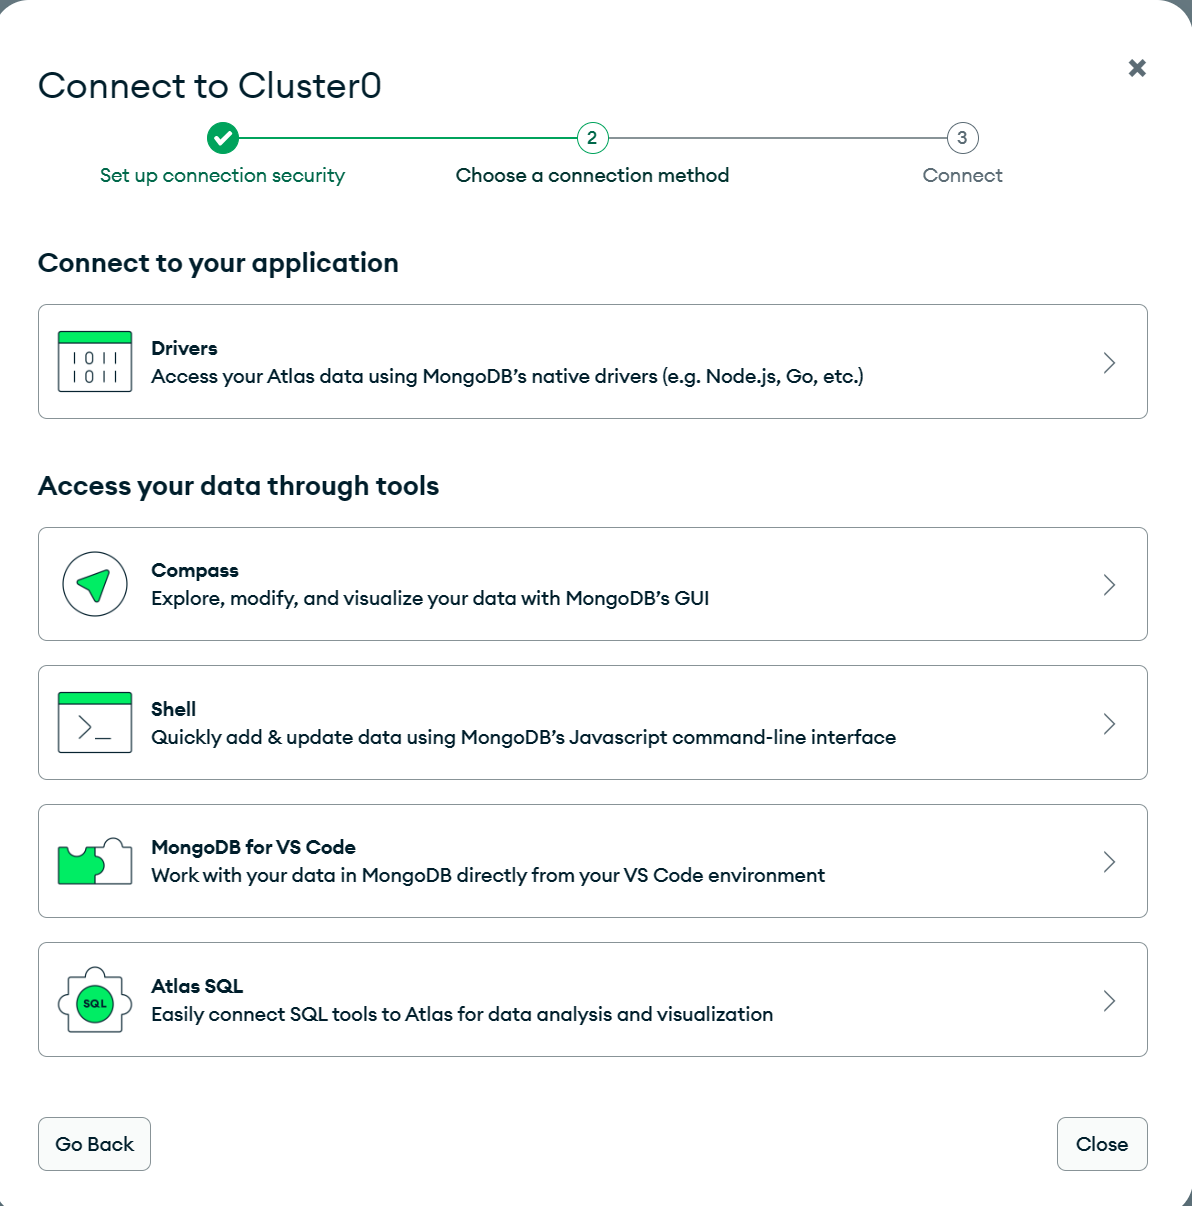 Connect to Cluster0
2
3
Set up connection security
Choose a connection method
Connect
Connect to your application
1011
1011
Drivers
Access your Atlas data using MongoDB’s native drivers (e.g. Node.js, Go, etc.)
Access your data through tools
Compass
Explore, modify, and visualize your data with MongoDB’s GUI
>_
Shell
Quickly add & update data using MongoDB’s Javascript command-line interface
MongoDB for VS Code
Work with your data in MongoDB directly from your VS Code environment
SQL
Atlas SQL
Easily connect SQL tools to Atlas for data analysis and visualization
Go Back
Close